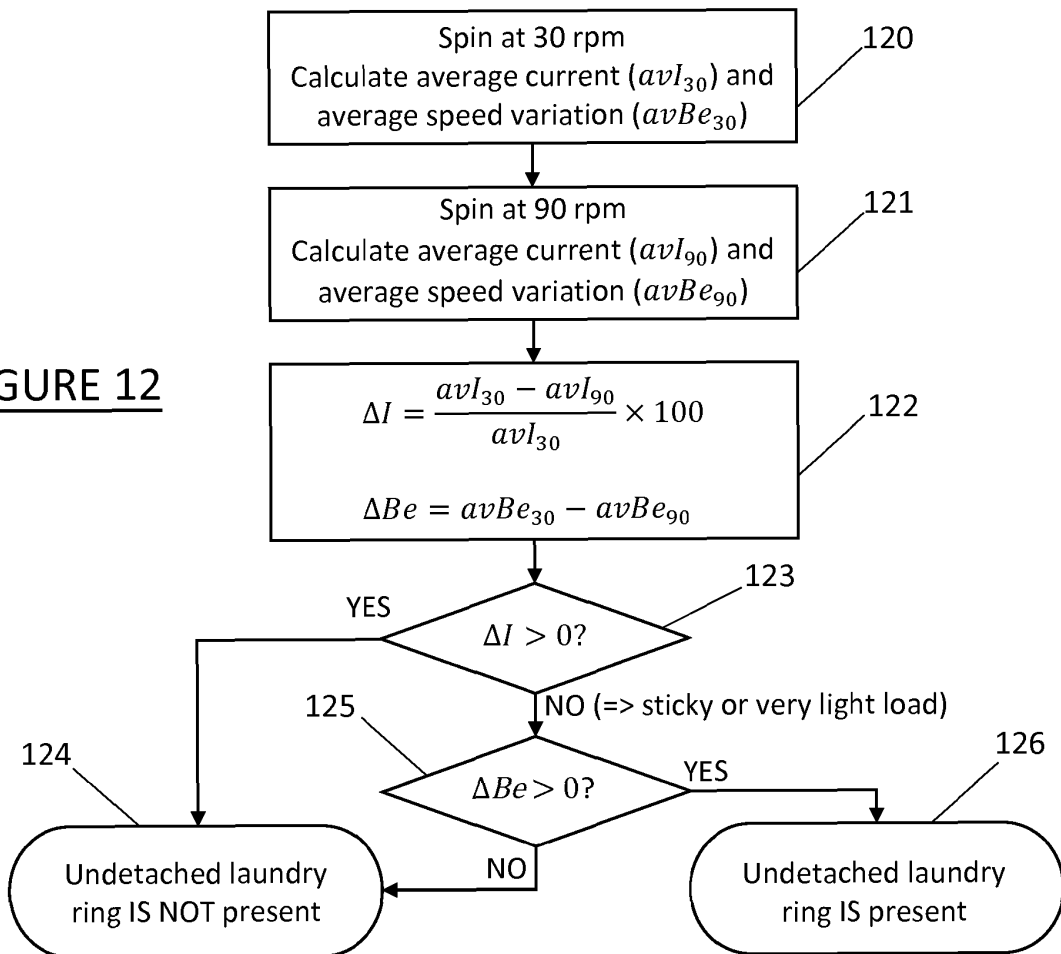 Spin at 30 rpm
Calculate average current (avI₃₀) and
average speed variation (avBe₃₀)
120
Spin at 90 rpm
Calculate average current (avI₉₀) and
average speed variation (avBe₉₀)
121
GURE 12
ΔI = (avI₃₀ − avI₉₀) / avI₃₀ × 100
ΔBe = avBe₃₀ − avBe₉₀
122
123
YES
ΔI > 0?
NO (=> sticky or very light load)
125
124
ΔBe > 0?
YES
126
NO
Undetached laundry
ring IS NOT present
Undetached laundry
ring IS present